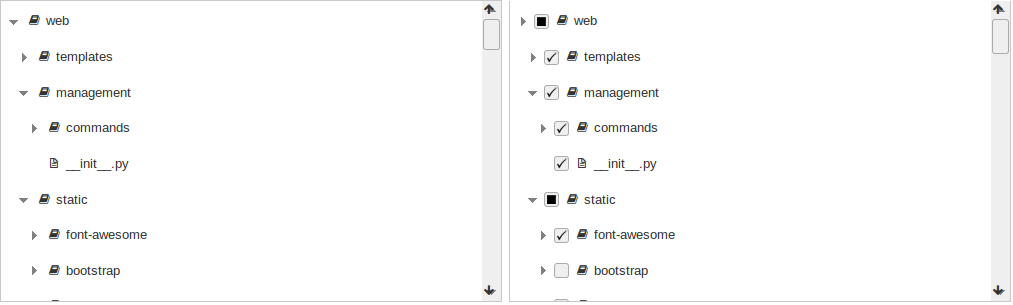 web
templates
management
commands
__init__.py
static
font-awesome
bootstrap
web
templates
management
commands
__init__.py
static
font-awesome
bootstrap